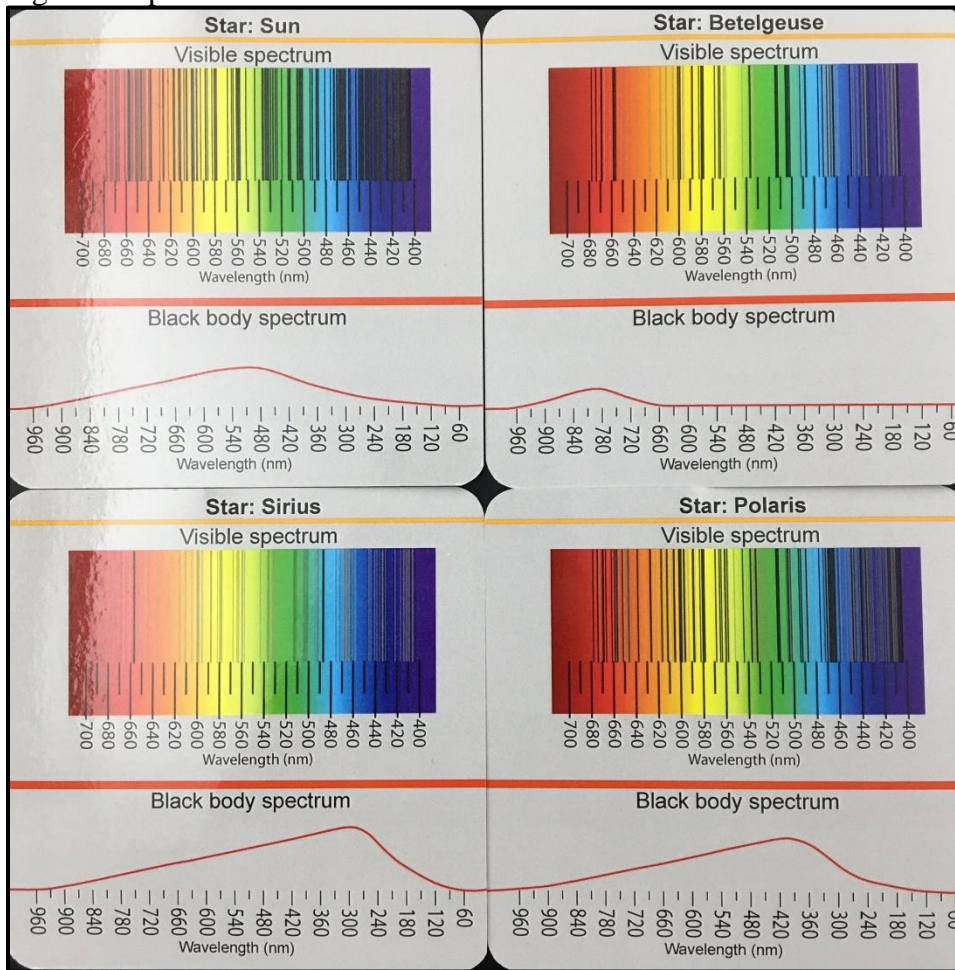 Star: Sun
Visible spectrum
700 680 660 640 620 600 580 560 540 520 500 480 460 440 420 400
Wavelength (nm)
Black body spectrum
960 900 840 780 720 660 600 540 480 420 360 300 240 180 120 60
Wavelength (nm)
Star: Betelgeuse
Visible spectrum
700 680 660 640 620 600 580 560 540 520 500 480 460 440 420 400
Wavelength (nm)
Black body spectrum
960 900 840 780 720 660 600 540 480 420 360 300 240 180 120 60
Wavelength (nm)
Star: Sirius
Visible spectrum
700 680 660 640 620 600 580 560 540 520 500 480 460 440 420 400
Wavelength (nm)
Black body spectrum
960 900 840 780 720 660 600 540 480 420 360 300 240 180 120 60
Wavelength (nm)
Star: Polaris
Visible spectrum
700 680 660 640 620 600 580 560 540 520 500 480 460 440 420 400
Wavelength (nm)
Black body spectrum
960 900 840 780 720 660 600 540 480 420 360 300 240 180 120
Wavelength (nm)